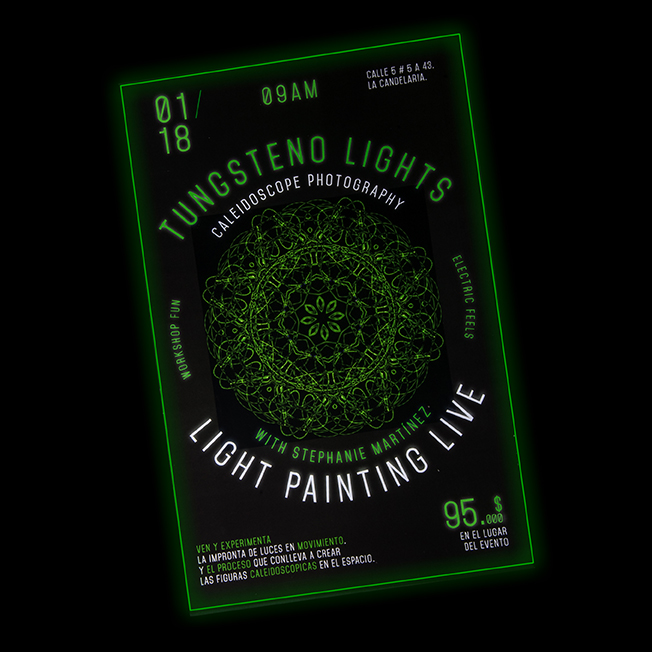 01/
18
09AM
CALLE 5 # 5 A 43.
LA CANDELARIA.
TUNGSTENO LIGHTS
CALEIDOSCOPE PHOTOGRAPHY
WORKSHOP FUN
ELECTRIC FEELS
WITH STEPHANIE MARTÍNEZ·
LIGHT PAINTING LIVE
VEN Y EXPERIMENTA
LA IMPRONTA DE LUCES EN MOVIMIENTO.
Y EL PROCESO QUE CONLLEVA A CREAR
LAS FIGURAS CALEIDOSCOPICAS EN EL ESPACIO.
95.000 $
EN EL LUGAR
DEL EVENTO